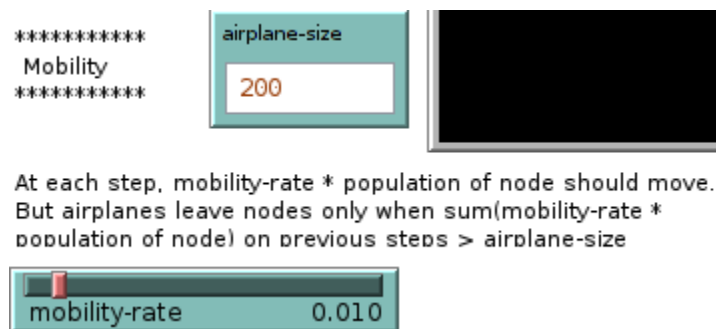 ***********
Mobility
***********
airplane-size
200
At each step, mobility-rate * population of node should move.
But airplanes leave nodes only when sum(mobility-rate *
population of node) on previous steps > airplane-size
mobility-rate 0.010